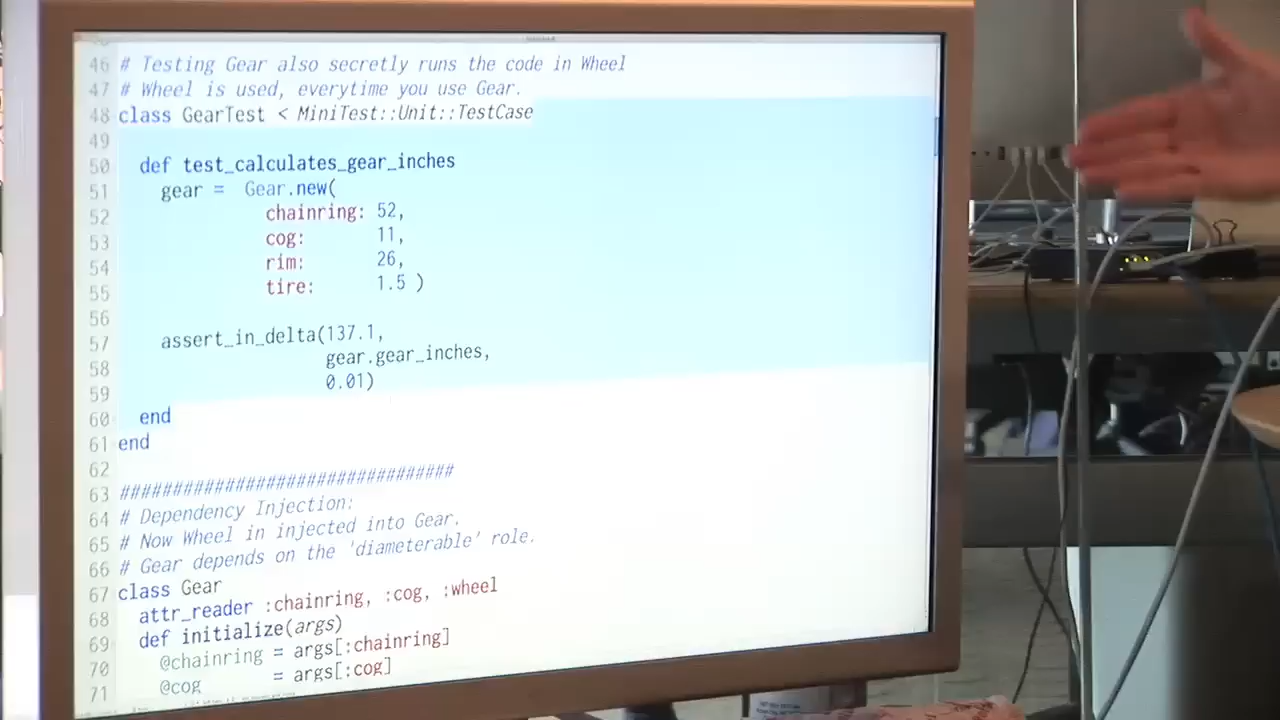 46 # Testing Gear also secretly runs the code in Wheel
47 # Wheel is used, everytime you use Gear.
48 class GearTest < MiniTest::Unit::TestCase
49
50 def test_calculates_gear_inches
51 gear = Gear.new(
52 chainring: 52,
53 cog: 11,
54 rim: 26,
55 tire: 1.5 )
56
57 assert_in_delta(137.1,
58 gear.gear_inches,
59 0.01)
60 end
61 end
62
63 ################################
64 # Dependency Injection:
65 # Now Wheel in injected into Gear.
66 # Gear depends on the 'diameterable' role.
67 class Gear
68 attr_reader :chainring, :cog, :wheel
69 def initialize(args)
70 @chainring = args[:chainring]
71 @cog = args[:cog]